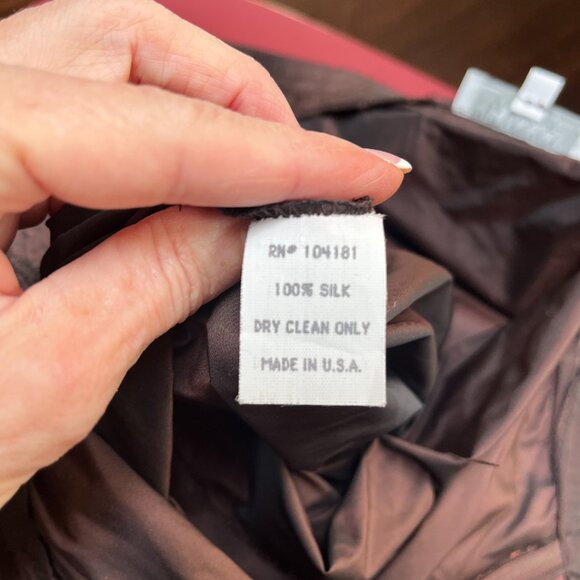 RN# 104181
100% SILK
DRY CLEAN ONLY
MADE IN U.S.A.